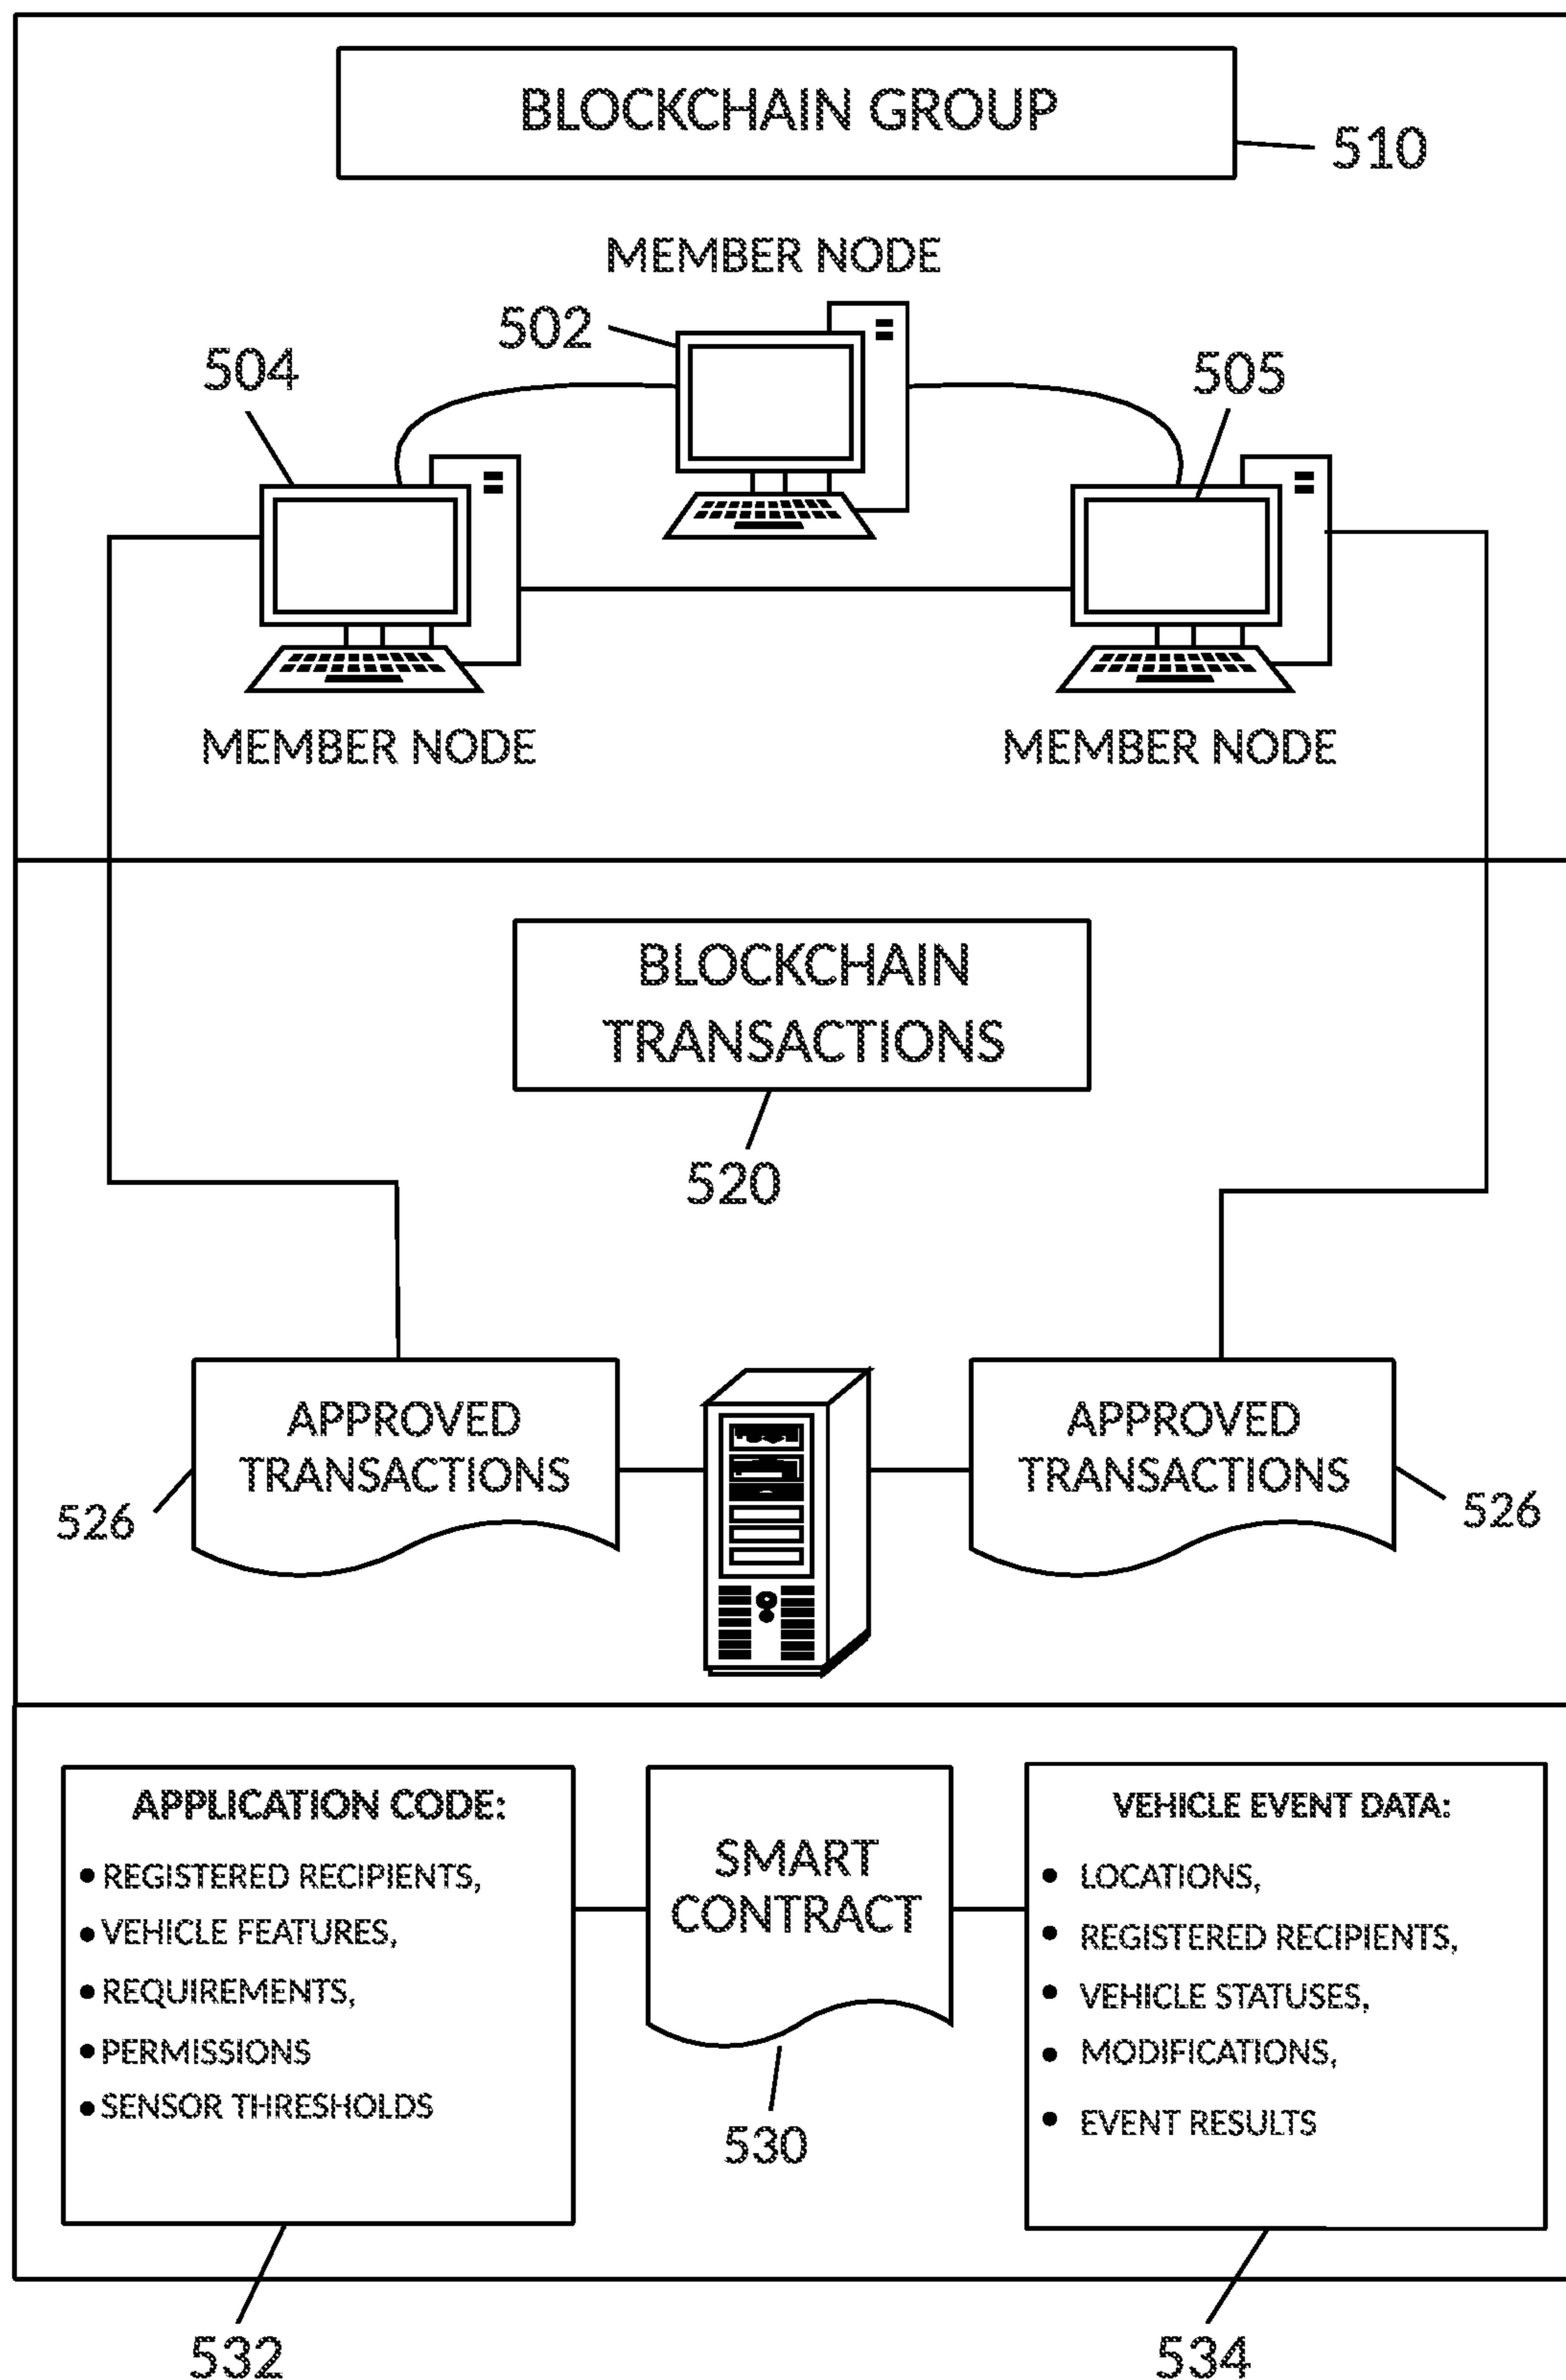 BLOCKCHAIN GROUP
510
MEMBER NODE
502
504
505
MEMBER NODE
MEMBER NODE
BLOCKCHAIN
TRANSACTIONS
520
APPROVED
TRANSACTIONS
526
APPROVED
TRANSACTIONS
526
APPLICATION CODE:
• REGISTERED RECIPIENTS,
• VEHICLE FEATURES,
• REQUIREMENTS,
• PERMISSIONS
• SENSOR THRESHOLDS
SMART
CONTRACT
530
VEHICLE EVENT DATA:
• LOCATIONS,
• REGISTERED RECIPIENTS,
• VEHICLE STATUSES,
• MODIFICATIONS,
• EVENT RESULTS
532
534